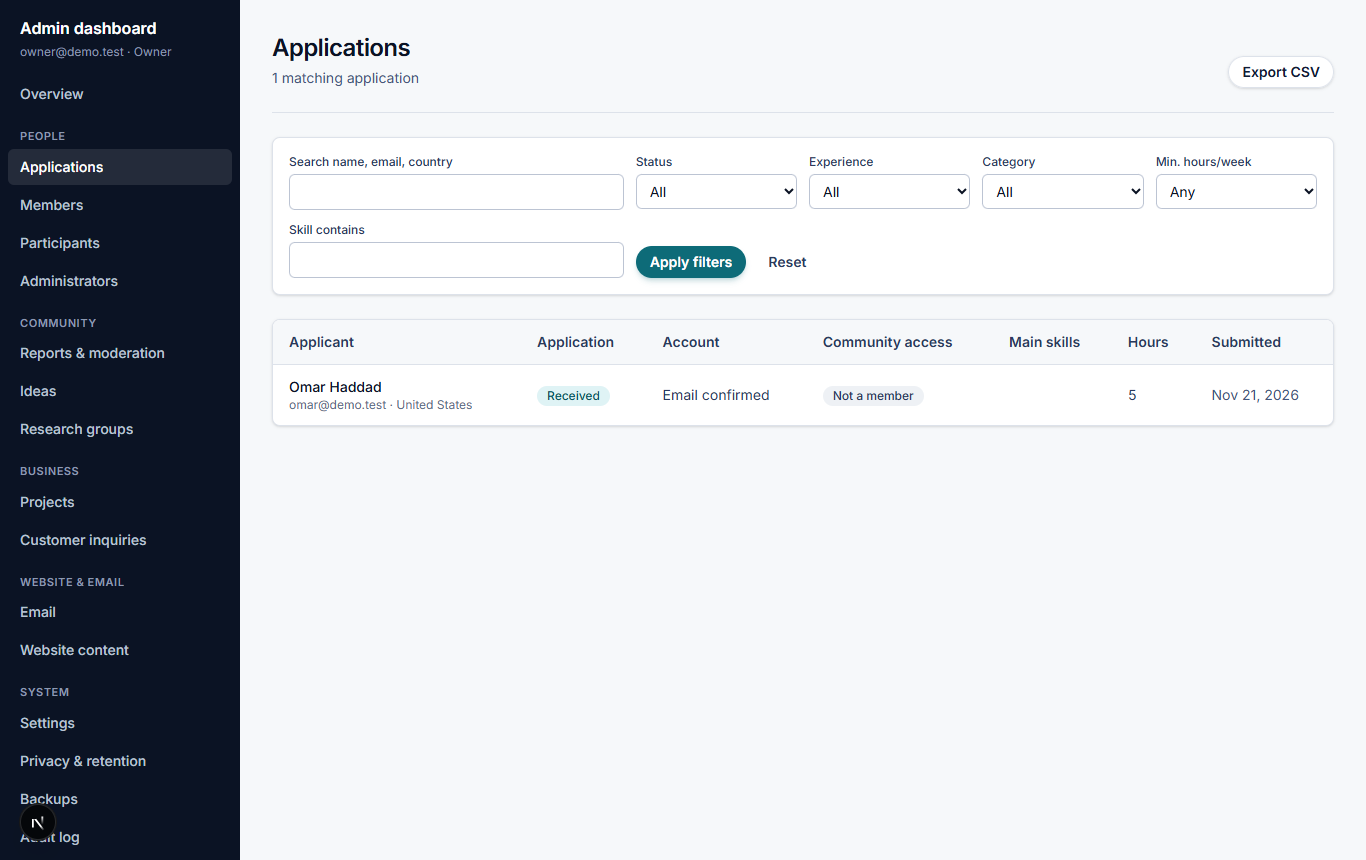 Admin dashboard
owner@demo.test · Owner
Overview
PEOPLE
Applications
Members
Participants
Administrators
COMMUNITY
Reports & moderation
Ideas
Research groups
BUSINESS
Projects
Customer inquiries
WEBSITE & EMAIL
Email
Website content
SYSTEM
Settings
Privacy & retention
Backups
Audit log
Applications
1 matching application
Export CSV
Search name, email, country
Status
Experience
Category
Min. hours/week
All
All
All
Any
Skill contains
Apply filters
Reset
Applicant Application Account Community access Main skills Hours Submitted
Omar Haddad
omar@demo.test · United States
Received
Email confirmed
Not a member
5
Nov 21, 2026